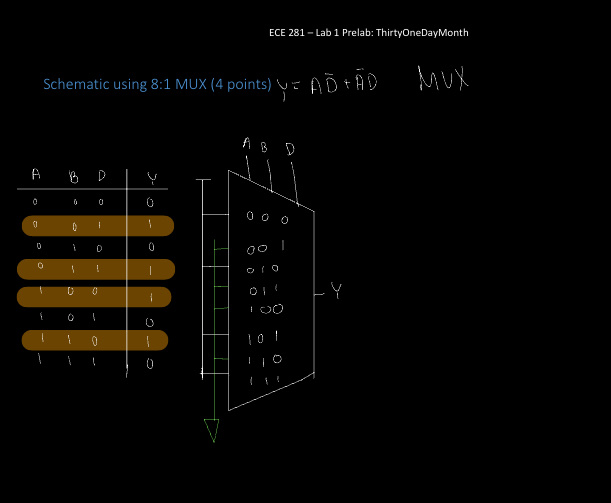 ECE 281 – Lab 1 Prelab: ThirtyOneDayMonth
Schematic using 8:1 MUX (4 points) Y = AD̅ + A̅D MUX
A B D
A B D Y
0 0 0 0
0 0 1 1
0 1 0 0
0 1 1 1
1 0 0 1
1 0 1 0
1 1 0 1
1 1 1 0
000
001
010
011
100
101
110
111
Y